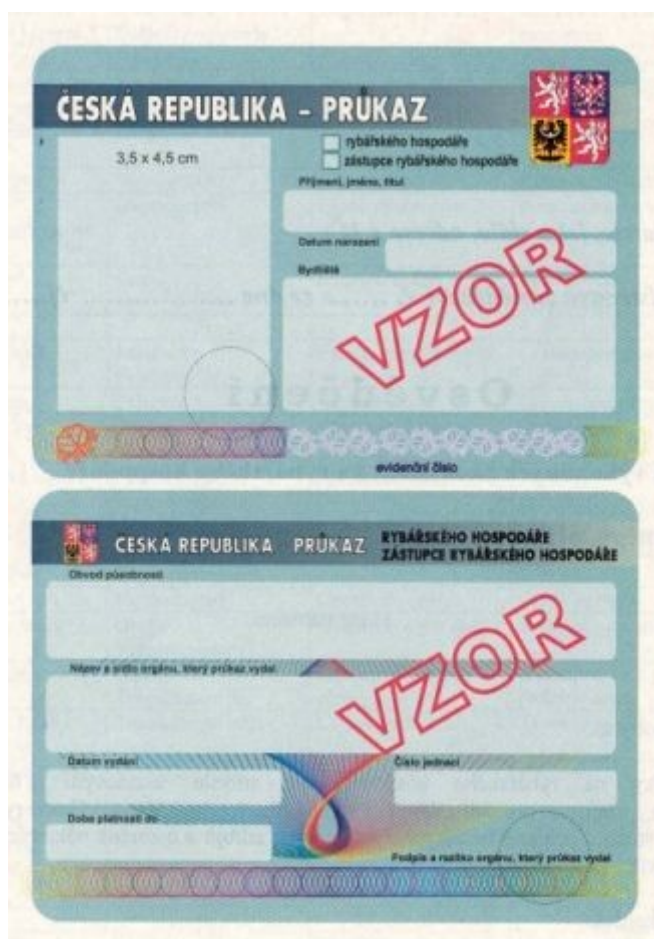 ČESKÁ REPUBLIKA - PRŮKAZ
rybářského hospodáře
zástupce rybářského hospodáře
3,5 x 4,5 cm
Příjmení, jméno, titul
Datum narození
Bydliště
VZOR
evidenční číslo
ČESKÁ REPUBLIKA - PRŮKAZ
RYBÁŘSKÉHO HOSPODÁŘE
ZÁSTUPCE RYBÁŘSKÉHO HOSPODÁŘE
Obvod působnosti
VZOR
Název a sídlo orgánu, který průkaz vydal
Datum vydání
Číslo jednací
Doba platnosti do
Podpis a razítko orgánu, který průkaz vydal